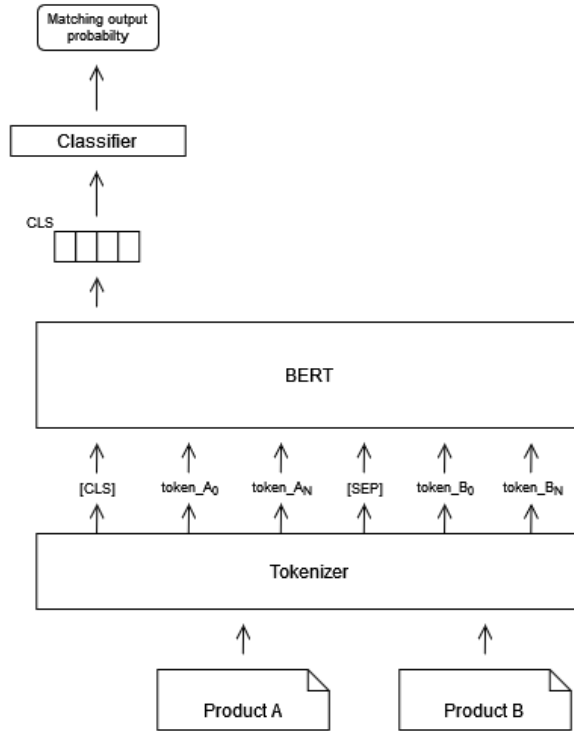 Matching output
probabilty
Classifier
CLS
BERT
[CLS] token_A0 token_AN [SEP] token_B0 token_BN
Tokenizer
Product A Product B